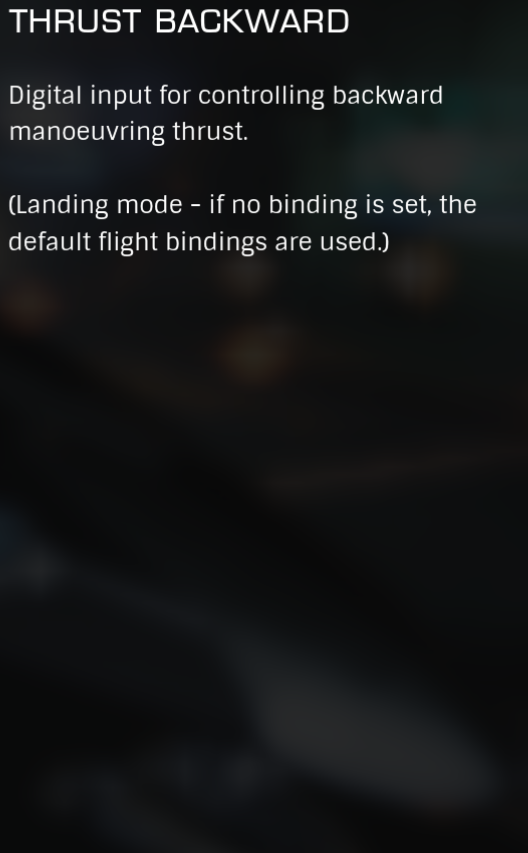 THRUST BACKWARD
Digital input for controlling backward
manoeuvring thrust.
(Landing mode - if no binding is set, the
default flight bindings are used.)